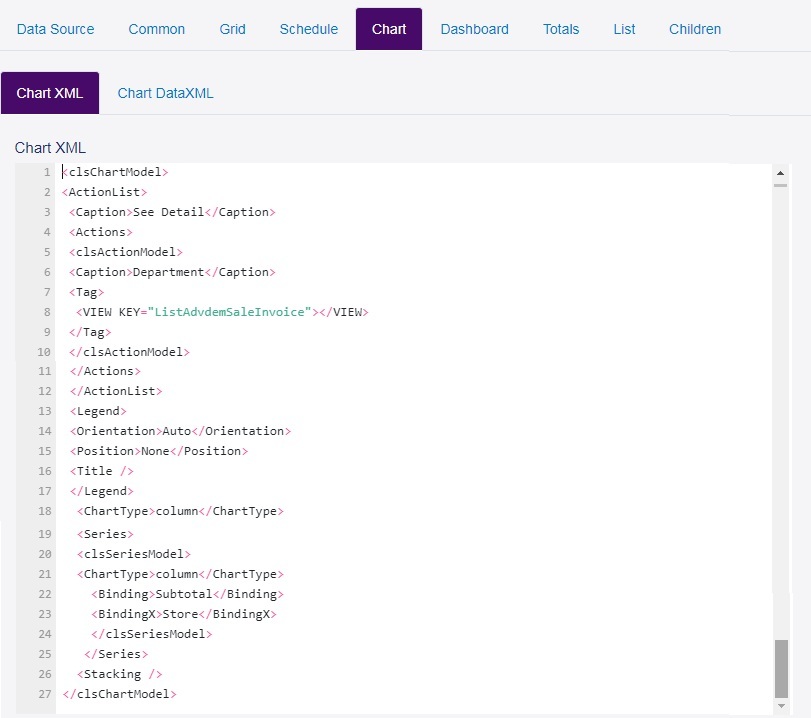 Data Source Common Grid Schedule Chart Dashboard Totals List Children
Chart XML Chart DataXML
Chart XML
1 <clsChartModel>
2 <ActionList>
3 <Caption>See Detail</Caption>
4 <Actions>
5 <clsActionModel>
6 <Caption>Department</Caption>
7 <Tag>
8 <VIEW KEY="ListAdvdemSaleInvoice"></VIEW>
9 </Tag>
10 </clsActionModel>
11 </Actions>
12 </ActionList>
13 <Legend>
14 <Orientation>Auto</Orientation>
15 <Position>None</Position>
16 <Title />
17 </Legend>
18 <ChartType>column</ChartType>
19 <Series>
20 <clsSeriesModel>
21 <ChartType>column</ChartType>
22 <Binding>Subtotal</Binding>
23 <BindingX>Store</BindingX>
24 </clsSeriesModel>
25 </Series>
26 <Stacking />
27 </clsChartModel>